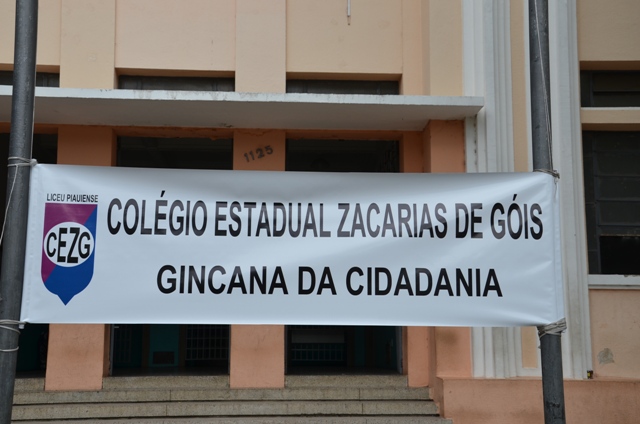 1125
LICEU PIAUIENSE
CEZG
COLÉGIO ESTADUAL ZACARIAS DE GÓIS
GINCANA DA CIDADANIA